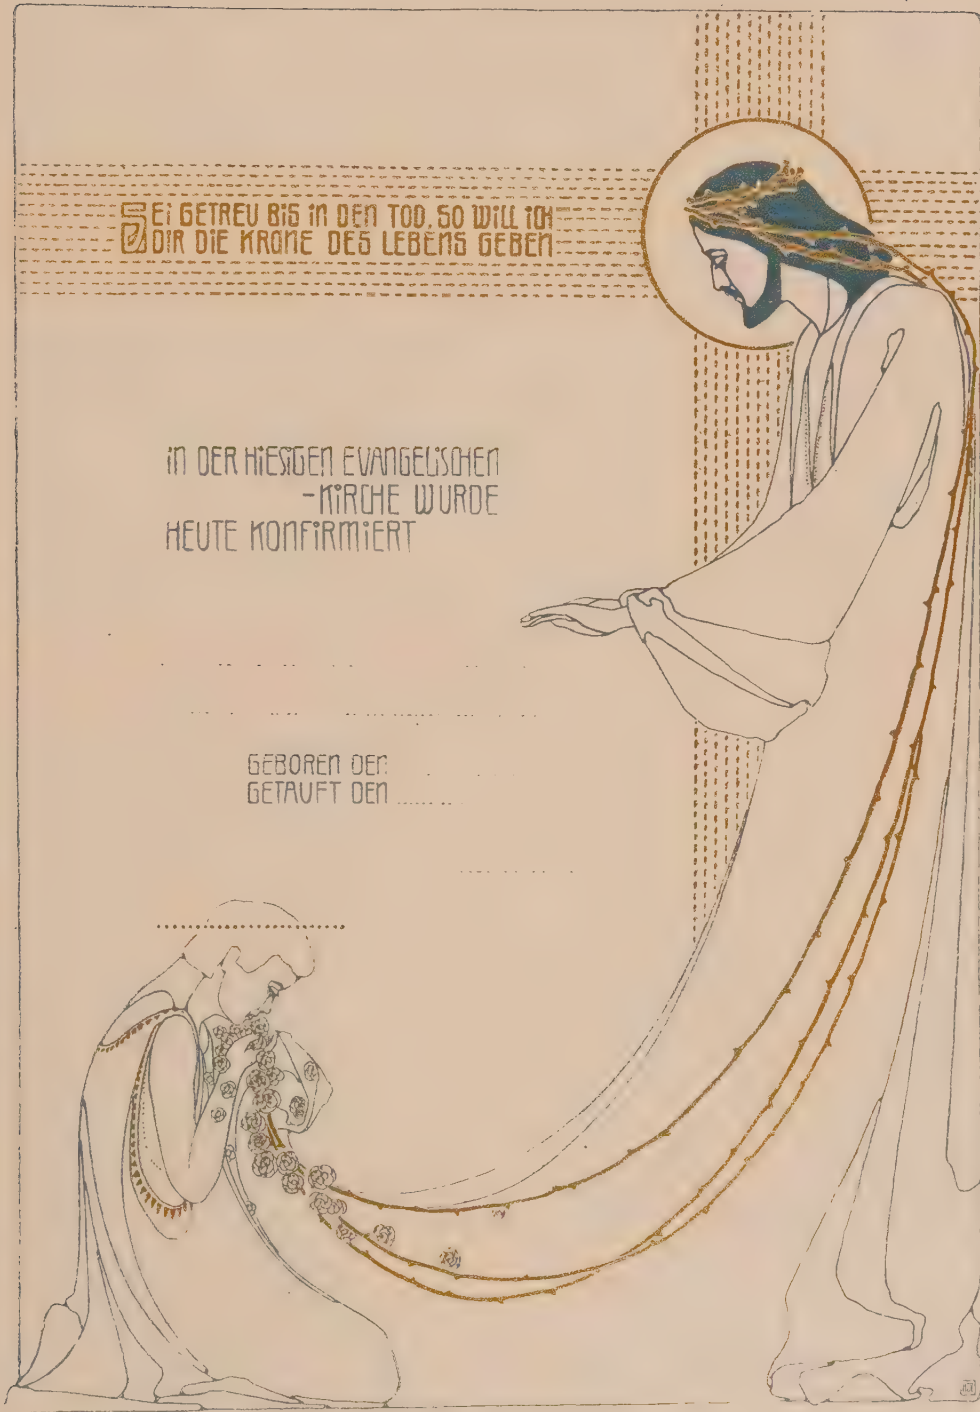 SEI GETREU BIS IN DEN TOD, SO WILL ICH
DIR DIE KRONE DES LEBENS GEBEN
IN DER HIESIGEN EVANGELISCHEN
-KIRCHE WURDE
HEUTE KONFIRMIERT
GEBOREN DEN
GETAUFT DEN